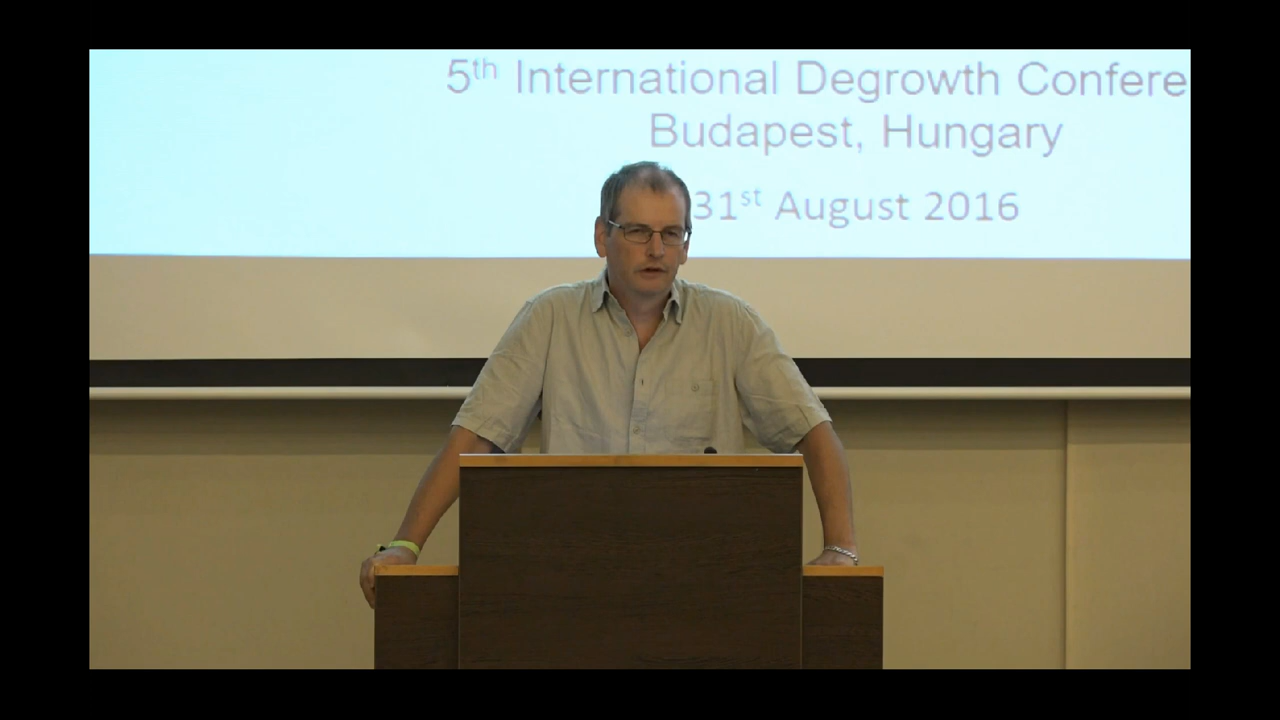 5th International Degrowth Confere
Budapest, Hungary
31st August 2016